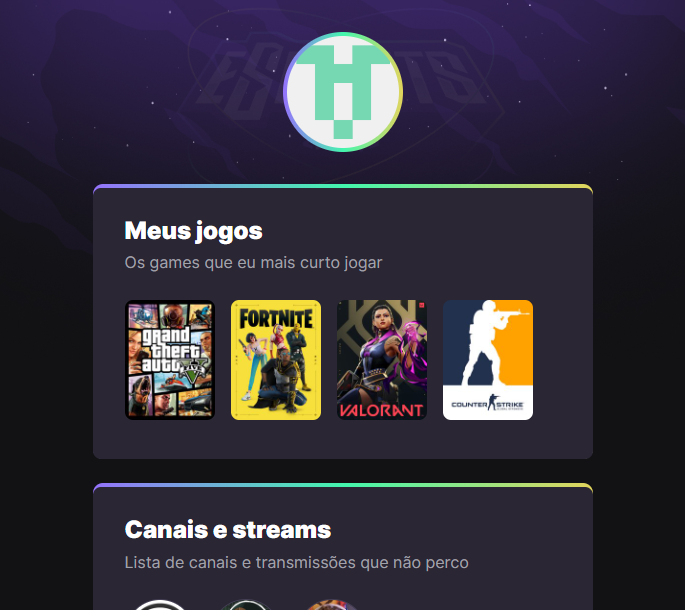 ESPORTS
Meus jogos
Os games que eu mais curto jogar
grand
theft
auto
V
FORTNITE
VALORANT
COUNTER STRIKE
Canais e streams
Lista de canais e transmissões que não perco